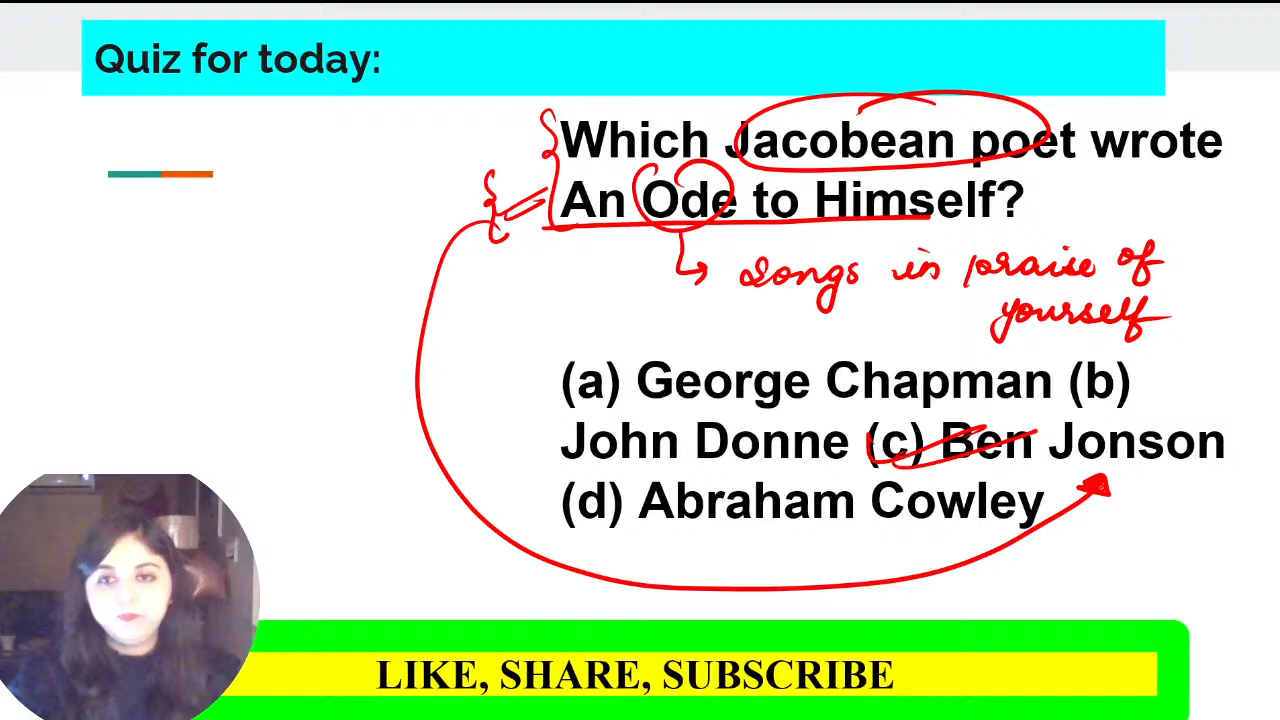 Quiz for today:
Which Jacobean poet wrote
An Ode to Himself?
songs in praise of
yourself
(a) George Chapman (b)
John Donne (c) Ben Jonson
(d) Abraham Cowley
LIKE, SHARE, SUBSCRIBE